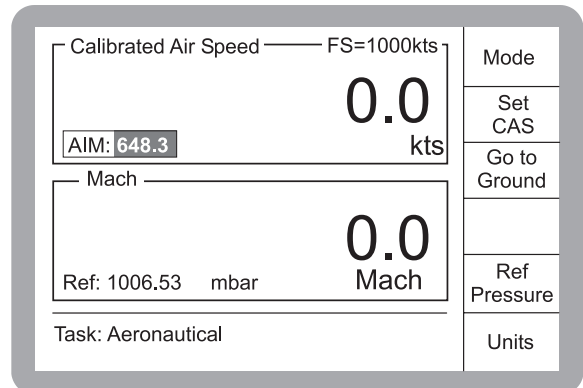 Calibrated Air Speed FS=1000kts
0.0
AIM: 648.3 kts
Mach
0.0
Ref: 1006.53 mbar Mach
Task: Aeronautical
Mode
Set
CAS
Go to
Ground
Ref
Pressure
Units